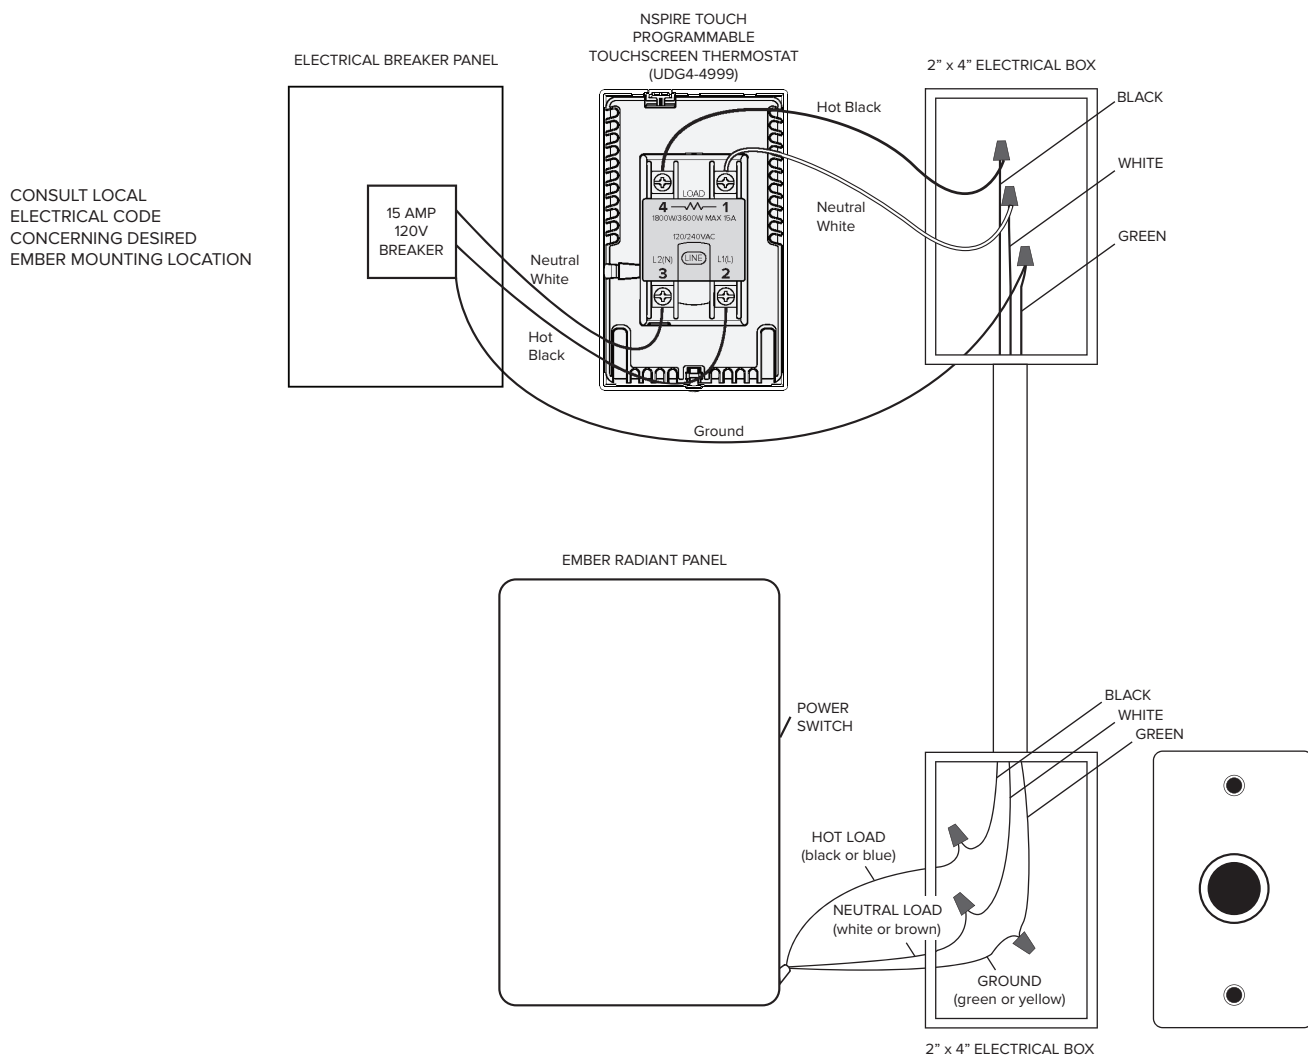 NSPIRE TOUCH
PROGRAMMABLE
TOUCHSCREEN THERMOSTAT
(UDG4-4999)
ELECTRICAL BREAKER PANEL
2” x 4” ELECTRICAL BOX
BLACK
Hot Black
WHITE
CONSULT LOCAL
ELECTRICAL CODE
CONCERNING DESIRED
EMBER MOUNTING LOCATION
15 AMP
120V
BREAKER
LOAD
4 1
1800W/3600W MAX 15A
120/240VAC
L2(N) LINE L1(L)
3 2
Neutral
White
GREEN
Neutral
White
Hot
Black
Ground
EMBER RADIANT PANEL
POWER
SWITCH
BLACK
WHITE
GREEN
HOT LOAD
(black or blue)
NEUTRAL LOAD
(white or brown)
GROUND
(green or yellow)
2” x 4” ELECTRICAL BOX